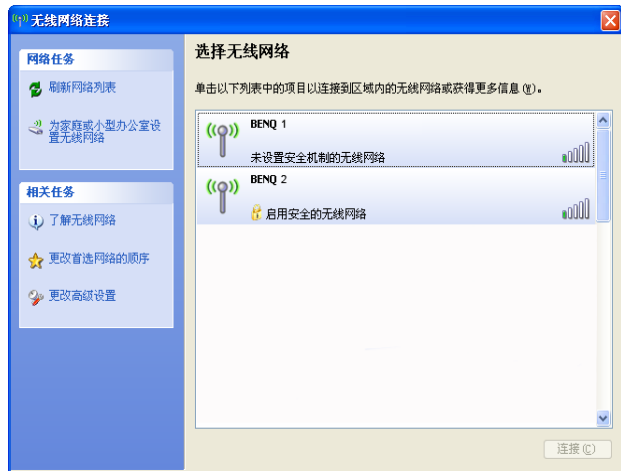 无线网络连接
网络任务
刷新网络列表
为家庭或小型办公室设
置无线网络
相关任务
了解无线网络
更改首选网络的顺序
更改高级设置
选择无线网络
单击以下列表中的项目以连接到区域内的无线网络或获得更多信息(W)。
BENQ 1
未设置安全机制的无线网络
BENQ 2
启用安全的无线网络
连接(C)